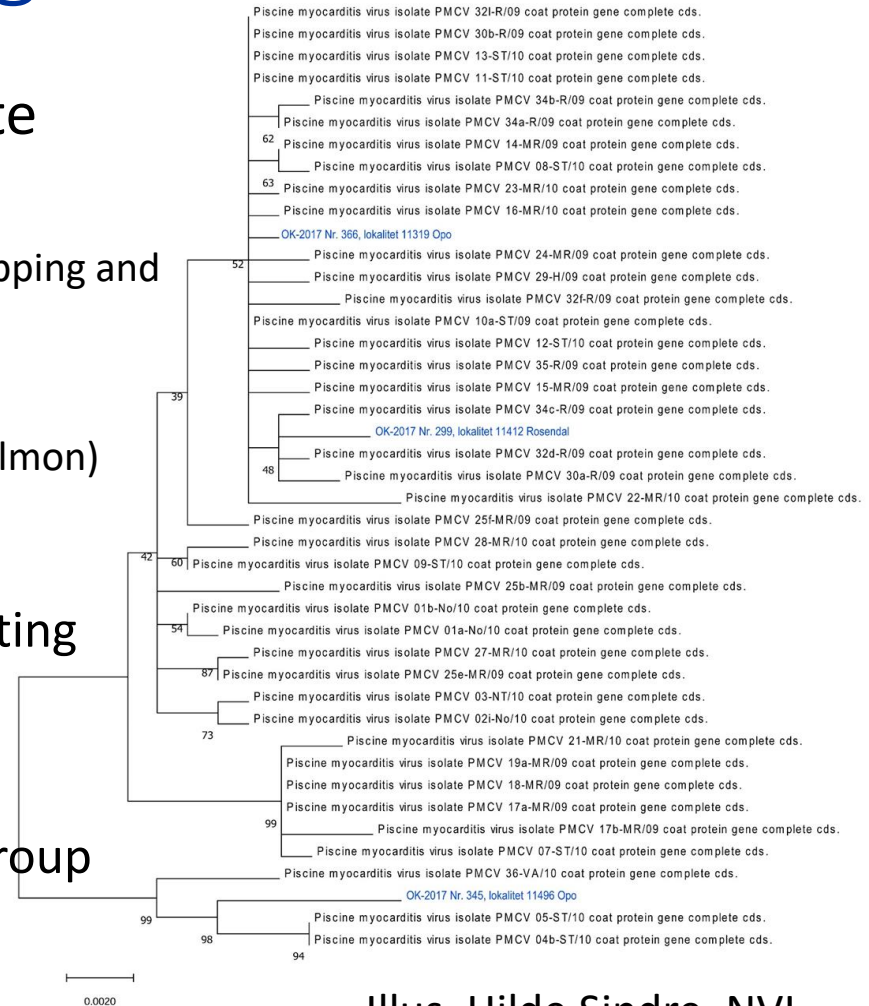 Piscine myocarditis virus isolate PMCV 32l-R/09 coat protein gene complete cds.
Piscine myocarditis virus isolate PMCV 30b-R/09 coat protein gene complete cds.
Piscine myocarditis virus isolate PMCV 13-ST/10 coat protein gene complete cds.
Piscine myocarditis virus isolate PMCV 11-ST/10 coat protein gene complete cds.
Piscine myocarditis virus isolate PMCV 34b-R/09 coat protein gene complete cds.
te
Piscine myocarditis virus isolate PMCV 34a-R/09 coat protein gene complete cds.
62
Piscine myocarditis virus isolate PMCV 14-MR/09 coat protein gene complete cds.
Piscine myocarditis virus isolate PMCV 08-ST/10 coat protein gene complete cds.
63
Piscine myocarditis virus isolate PMCV 23-MR/10 coat protein gene complete cds.
Piscine myocarditis virus isolate PMCV 16-MR/10 coat protein gene complete cds.
OK-2017 Nr. 366, lokalitet 11319 Opo
Piscine myocarditis virus isolate PMCV 24-MR/09 coat protein gene complete cds.
pping and
52
Piscine myocarditis virus isolate PMCV 29-H/09 coat protein gene complete cds.
Piscine myocarditis virus isolate PMCV 32f-R/09 coat protein gene complete cds.
Piscine myocarditis virus isolate PMCV 10a-ST/09 coat protein gene complete cds.
Piscine myocarditis virus isolate PMCV 12-ST/10 coat protein gene complete cds.
Piscine myocarditis virus isolate PMCV 35-R/09 coat protein gene complete cds.
Piscine myocarditis virus isolate PMCV 15-MR/09 coat protein gene complete cds.
39
Piscine myocarditis virus isolate PMCV 34c-R/09 coat protein gene complete cds.
OK-2017 Nr. 299, lokalitet 11412 Rosendal
Piscine myocarditis virus isolate PMCV 32d-R/09 coat protein gene complete cds.
lmon)
48
Piscine myocarditis virus isolate PMCV 30a-R/09 coat protein gene complete cds.
Piscine myocarditis virus isolate PMCV 22-MR/10 coat protein gene complete cds.
Piscine myocarditis virus isolate PMCV 25f-MR/09 coat protein gene complete cds.
Piscine myocarditis virus isolate PMCV 28-MR/10 coat protein gene complete cds.
42
60
Piscine myocarditis virus isolate PMCV 09-ST/10 coat protein gene complete cds.
Piscine myocarditis virus isolate PMCV 25b-MR/09 coat protein gene complete cds.
Piscine myocarditis virus isolate PMCV 01b-No/10 coat protein gene complete cds.
ting
54
Piscine myocarditis virus isolate PMCV 01a-No/10 coat protein gene complete cds.
Piscine myocarditis virus isolate PMCV 27-MR/10 coat protein gene complete cds.
87
Piscine myocarditis virus isolate PMCV 25e-MR/09 coat protein gene complete cds.
Piscine myocarditis virus isolate PMCV 03-NT/10 coat protein gene complete cds.
Piscine myocarditis virus isolate PMCV 02i-No/10 coat protein gene complete cds.
73
Piscine myocarditis virus isolate PMCV 21-MR/10 coat protein gene complete cds.
Piscine myocarditis virus isolate PMCV 19a-MR/09 coat protein gene complete cds.
Piscine myocarditis virus isolate PMCV 18-MR/09 coat protein gene complete cds.
Piscine myocarditis virus isolate PMCV 17a-MR/09 coat protein gene complete cds.
99
Piscine myocarditis virus isolate PMCV 17b-MR/09 coat protein gene complete cds.
Piscine myocarditis virus isolate PMCV 07-ST/10 coat protein gene complete cds.
roup
Piscine myocarditis virus isolate PMCV 36-VA/10 coat protein gene complete cds.
OK-2017 Nr. 345, lokalitet 11496 Opo
99
Piscine myocarditis virus isolate PMCV 05-ST/10 coat protein gene complete cds.
98
Piscine myocarditis virus isolate PMCV 04b-ST/10 coat protein gene complete cds.
94
0.0020
Illus. Hilde Sindre, NVI